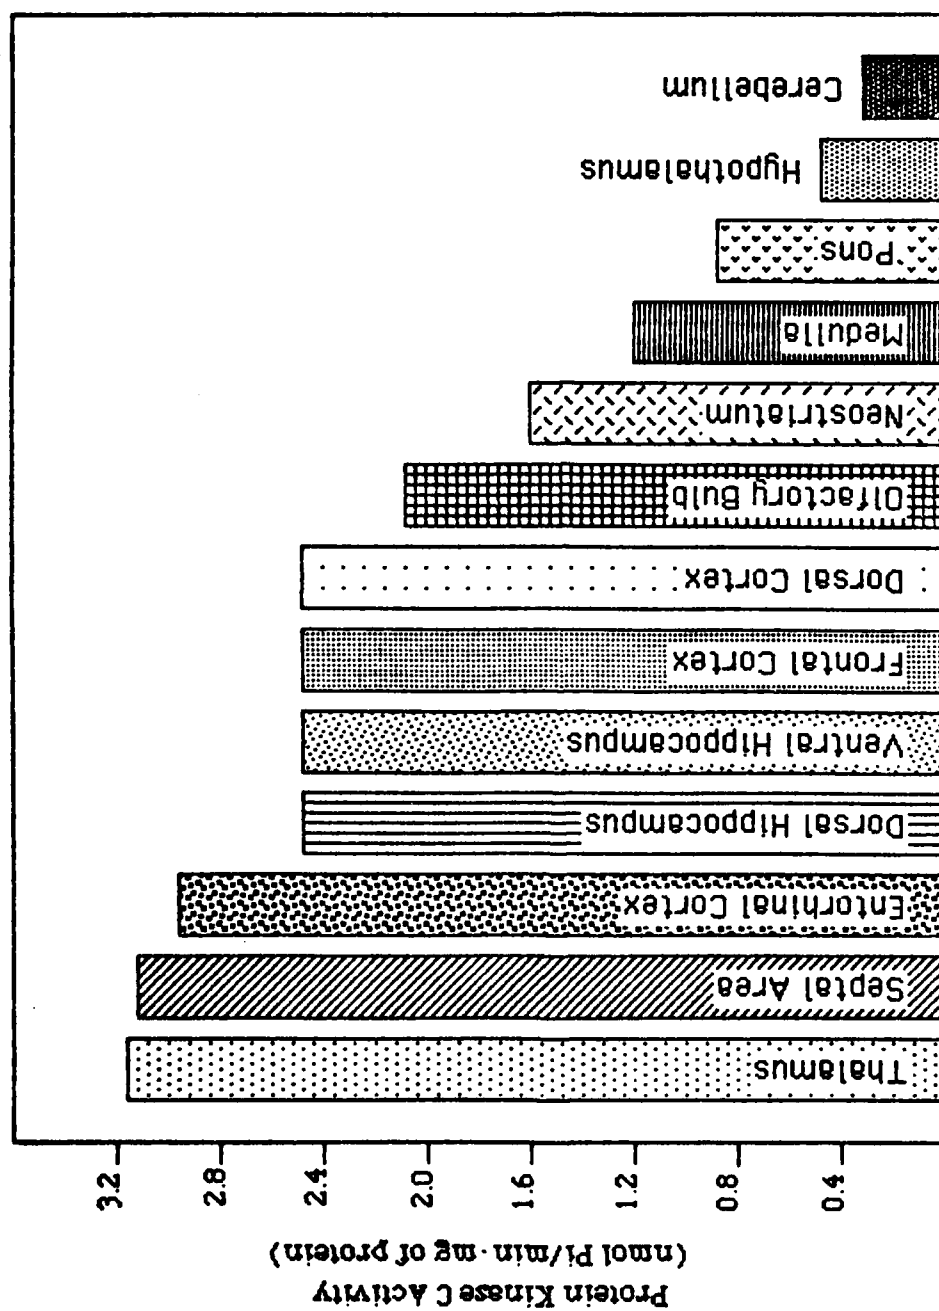 Protein Kinase C Activity
(nmol Pi/min·mg of protein)
0.4
0.8
1.2
1.6
2.0
2.4
2.8
3.2
Thalamus
Septal Area
Entorhinal Cortex
Dorsal Hippocampus
Ventral Hippocampus
Frontal Cortex
Dorsal Cortex
Olfactory Bulb
Neostriatum
Medulla
Pons
Hypothalamus
Cerebellum